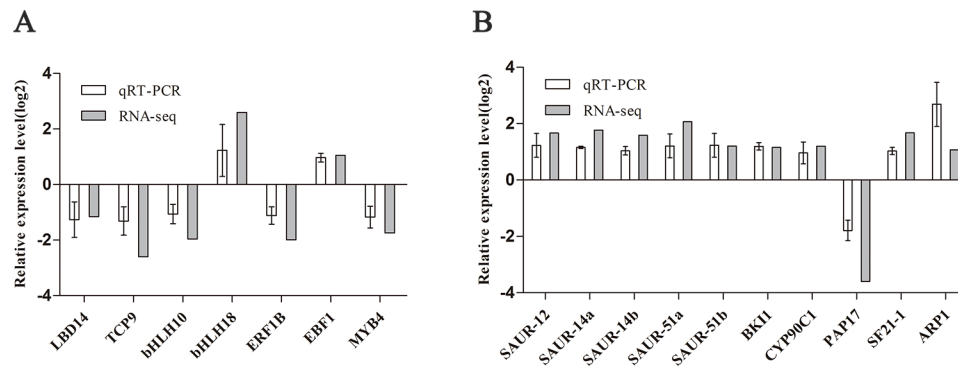 A
Relative expression level(log2)
4
2
0
-2
-4
qRT-PCR
RNA-seq
LBD14
TCP9
bHLH10
bHLH18
ERF1B
EBF1
MYB4
B
Relative expression level(log2)
4
2
0
-2
-4
qRT-PCR
RNA-seq
SAUR-12
SAUR-14a
SAUR-14b
SAUR-51a
SAUR-51b
BKI1
CYP90C1
PAP17
SF21-1
ARP1